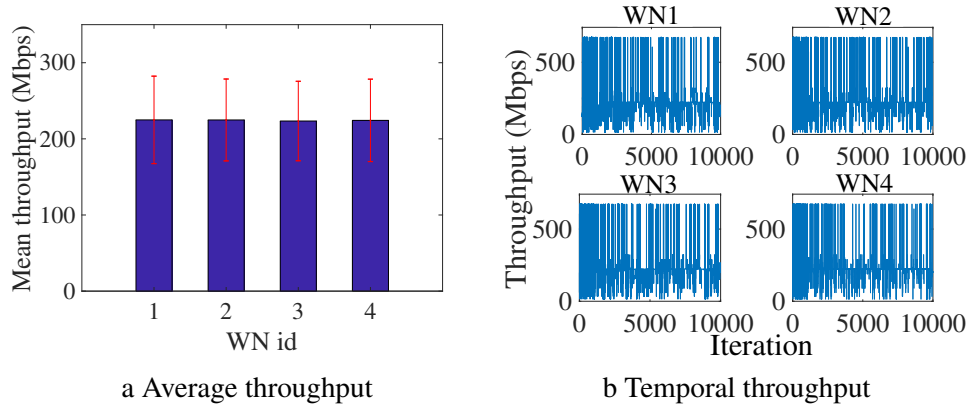 Mean throughput (Mbps)
300
200
100
0
1 2 3 4
WN id
a Average throughput
Throughput (Mbps)
WN1
500
0
0 5000 10000
WN2
500
0
0 5000 10000
WN3
500
0
0 5000 10000
WN4
500
0
0 5000 10000
Iteration
b Temporal throughput